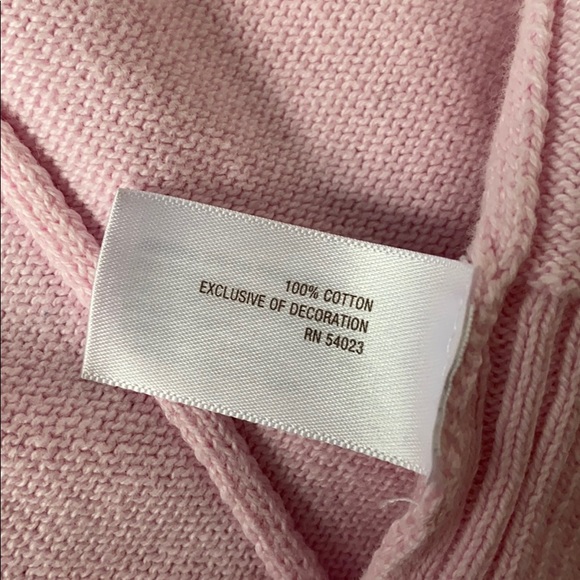 100% COTTON
EXCLUSIVE OF DECORATION
RN 54023